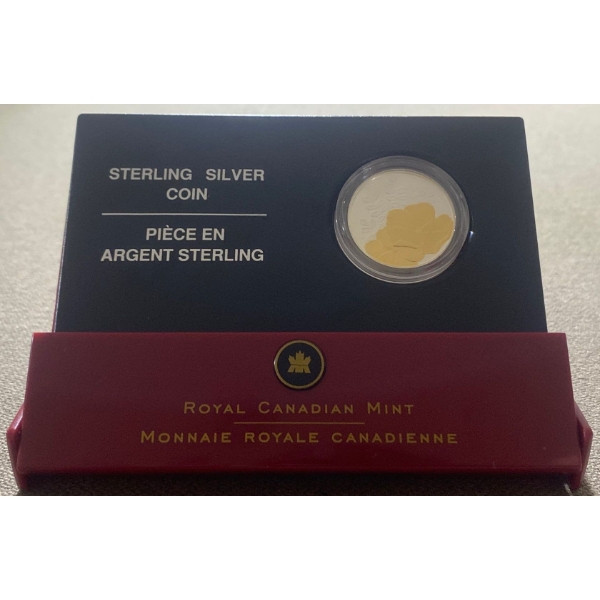 STERLING SILVER
COIN
PIÈCE EN
ARGENT STERLING
ROYAL CANADIAN MINT
MONNAIE ROYALE CANADIENNE